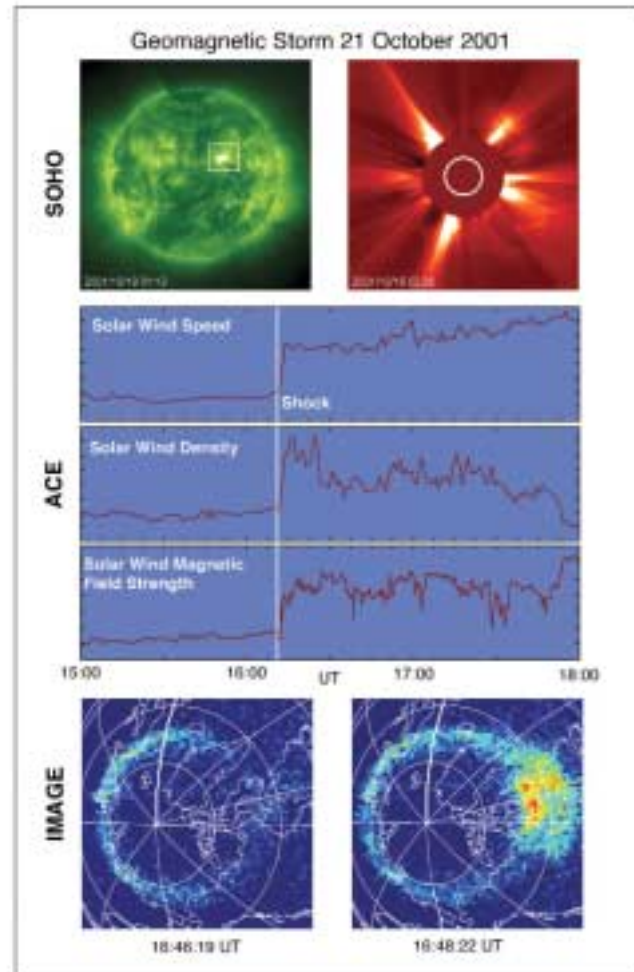 Geomagnetic Storm 21 October 2001
SOHO
Solar Wind Speed
Shock
ACE
Solar Wind Density
Solar Wind Magnetic
Field Strength
15:00 16:00 UT 17:00 18:00
IMAGE
16:46:19 UT 16:48:22 UT